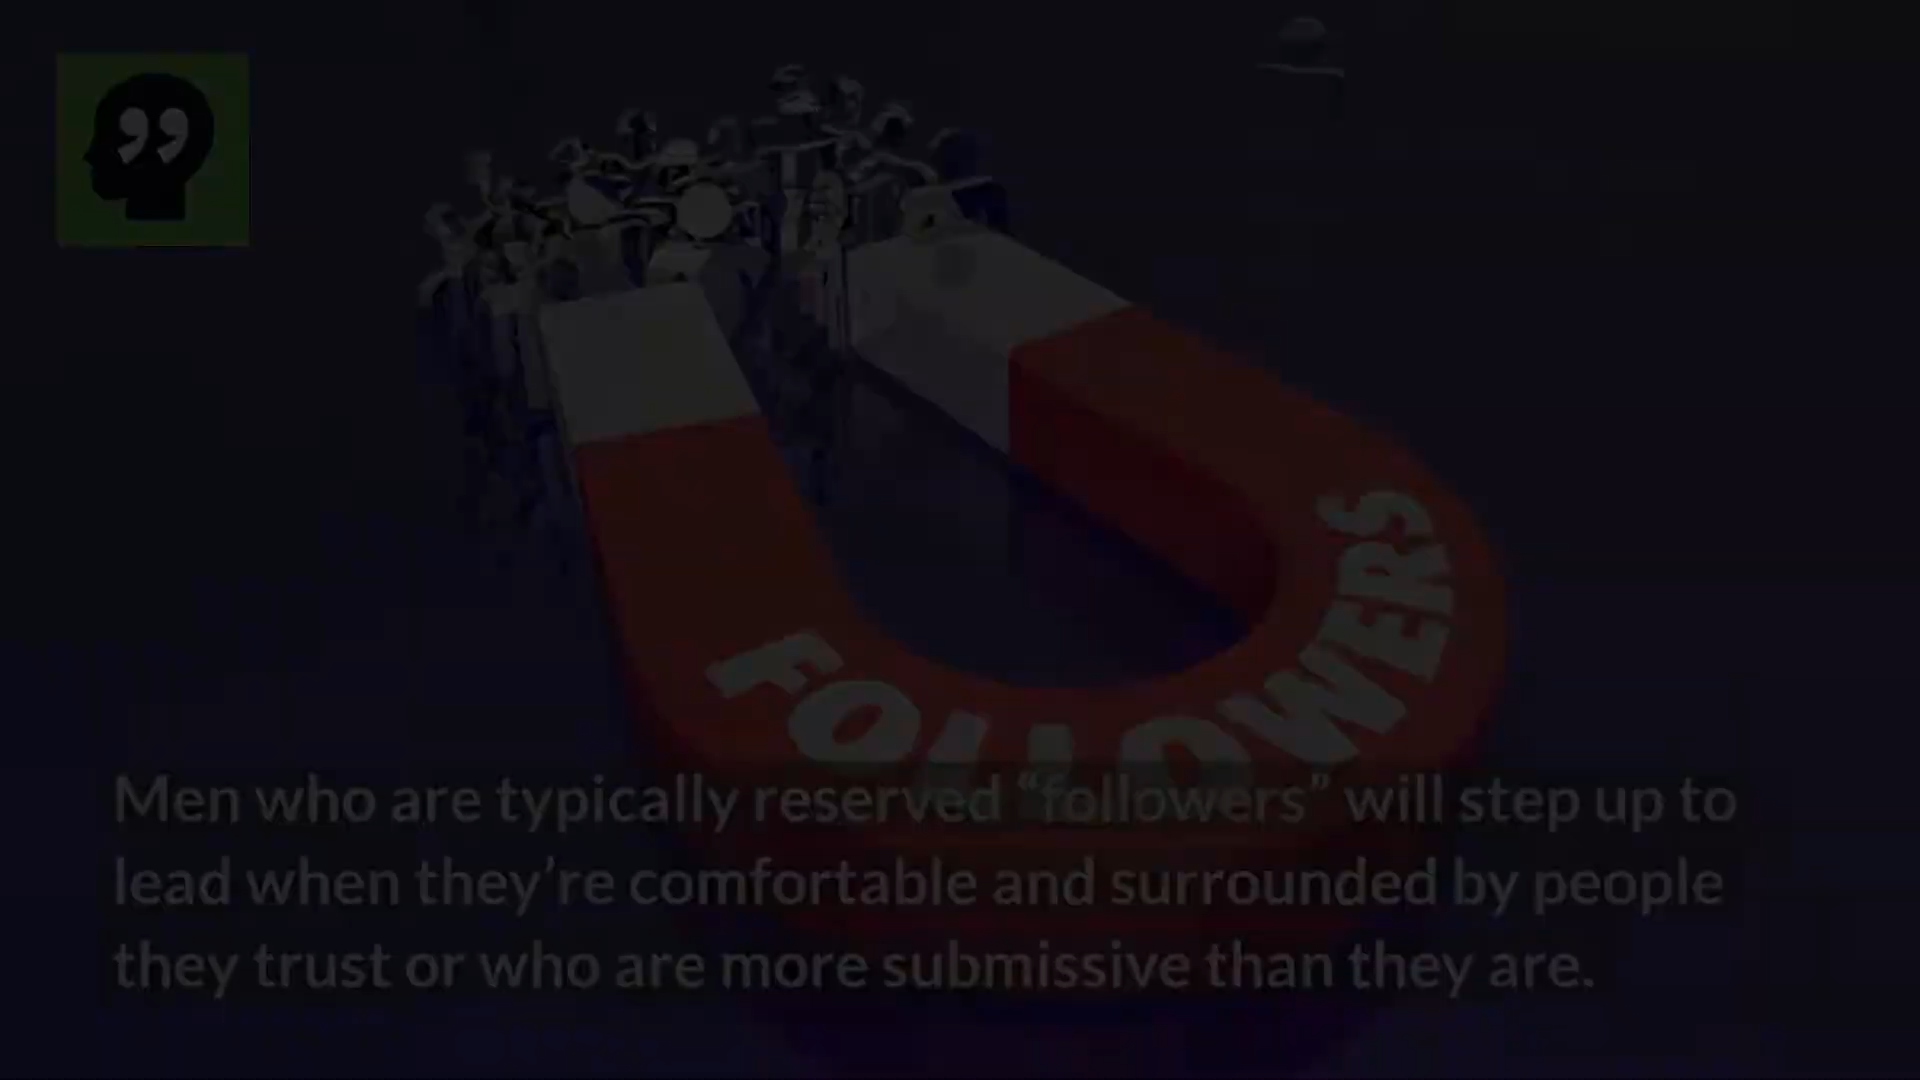 FOLLOWERS
Men who are typically reserved “followers” will step up to
lead when they’re comfortable and surrounded by people
they trust or who are more submissive than they are.